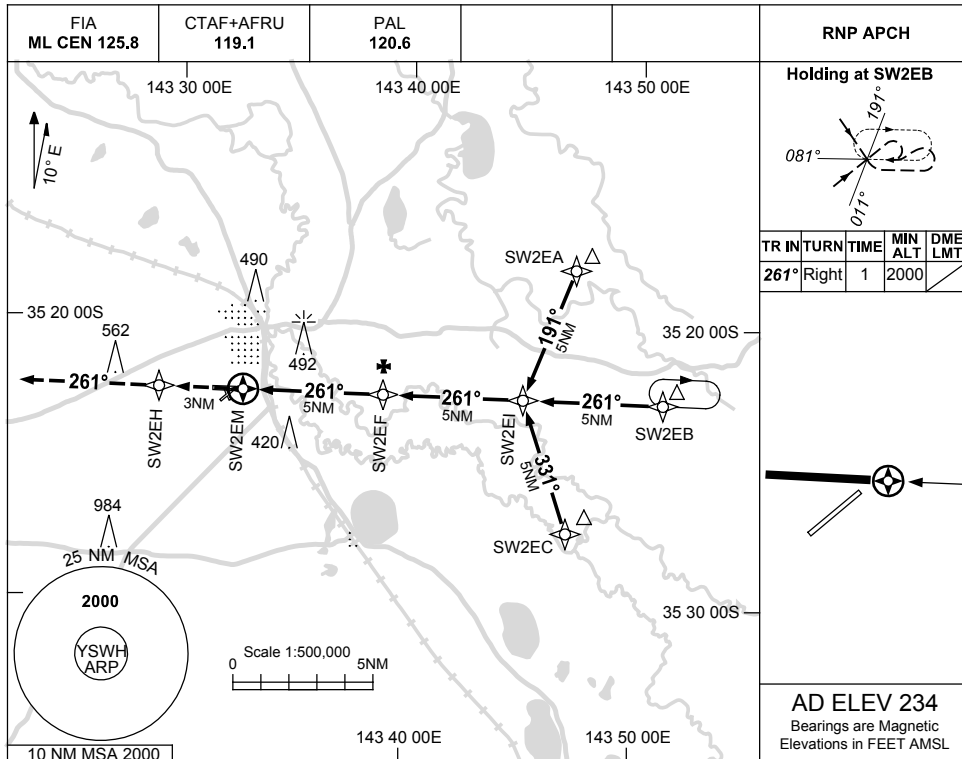 FIA
ML CEN 125.8
CTAF+AFRU
119.1
PAL
120.6
RNP APCH
143 30 00E
143 40 00E
143 50 00E
Holding at SW2EB
191°
081°
011°
10° E
TR IN TURN TIME MIN ALT DME LMT
261° Right 1 2000
SW2EA
490
35 20 00S
35 20 00S
562
492
191°
5NM
261°
3NM
261°
5NM
261°
5NM
261°
5NM
SW2EH
SW2EM
SW2EF
SW2EI
SW2EB
420
331°
5NM
SW2EC
984
25 NM MSA
2000
YSWH
ARP
10 NM MSA 2000
Scale 1:500,000
0 5NM
35 30 00S
143 40 00E
143 50 00E
AD ELEV 234
Bearings are Magnetic
Elevations in FEET AMSL